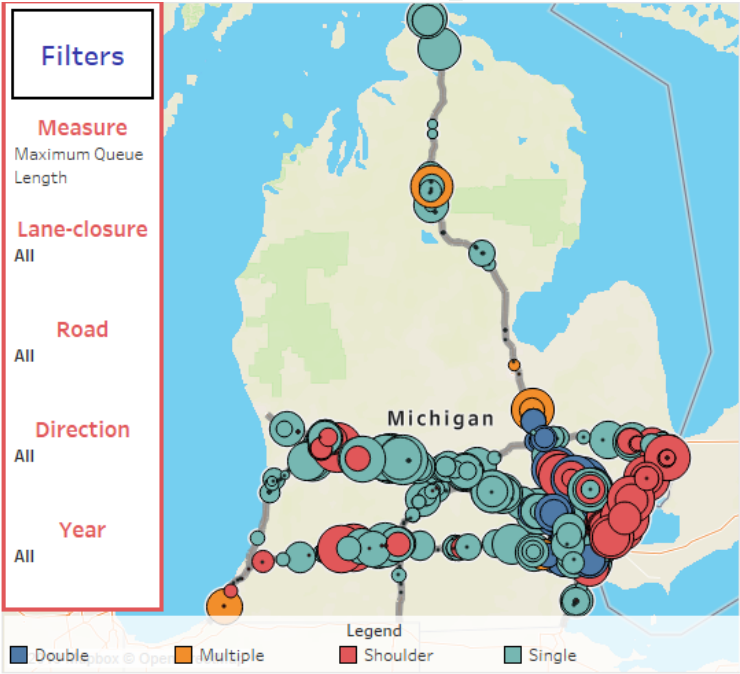 Filters
Measure
Maximum Queue
Length
Lane-closure
All
Road
All
Direction
All
Year
All
Michigan
Legend
Double
Multiple
Shoulder
Single